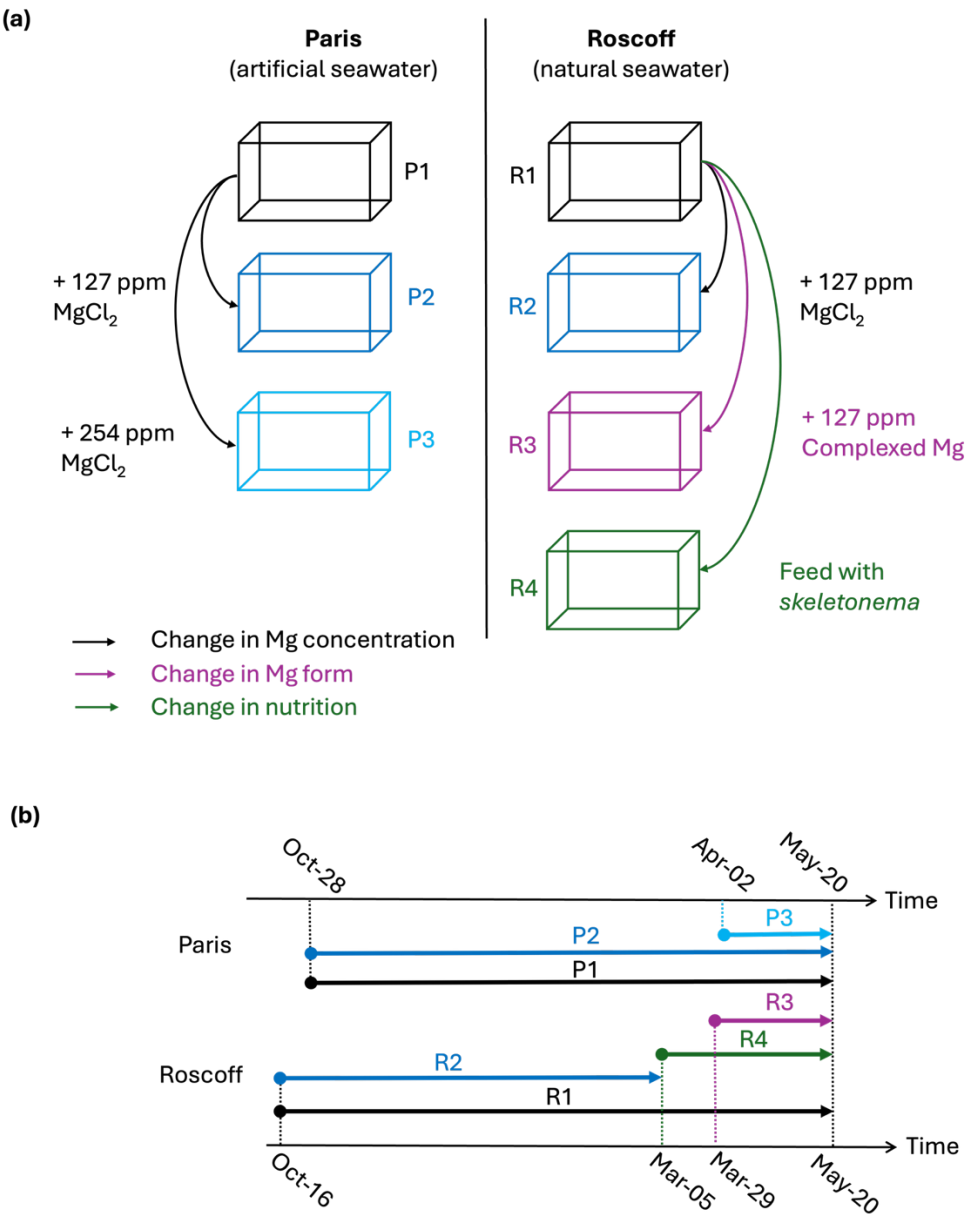 (a)
Paris
(artificial seawater)
P1
+ 127 ppm
MgCl₂
P2
+ 254 ppm
MgCl₂
P3
Roscoff
(natural seawater)
R1
R2
+ 127 ppm
MgCl₂
R3
+ 127 ppm
Complexed Mg
R4
Feed with
skeletonema
Change in Mg concentration
Change in Mg form
Change in nutrition
(b)
Oct-28
Apr-02
May-20
Time
Paris
P3
P2
P1
Roscoff
R3
R4
R2
R1
Time
Oct-16
Mar-05
Mar-29
May-20